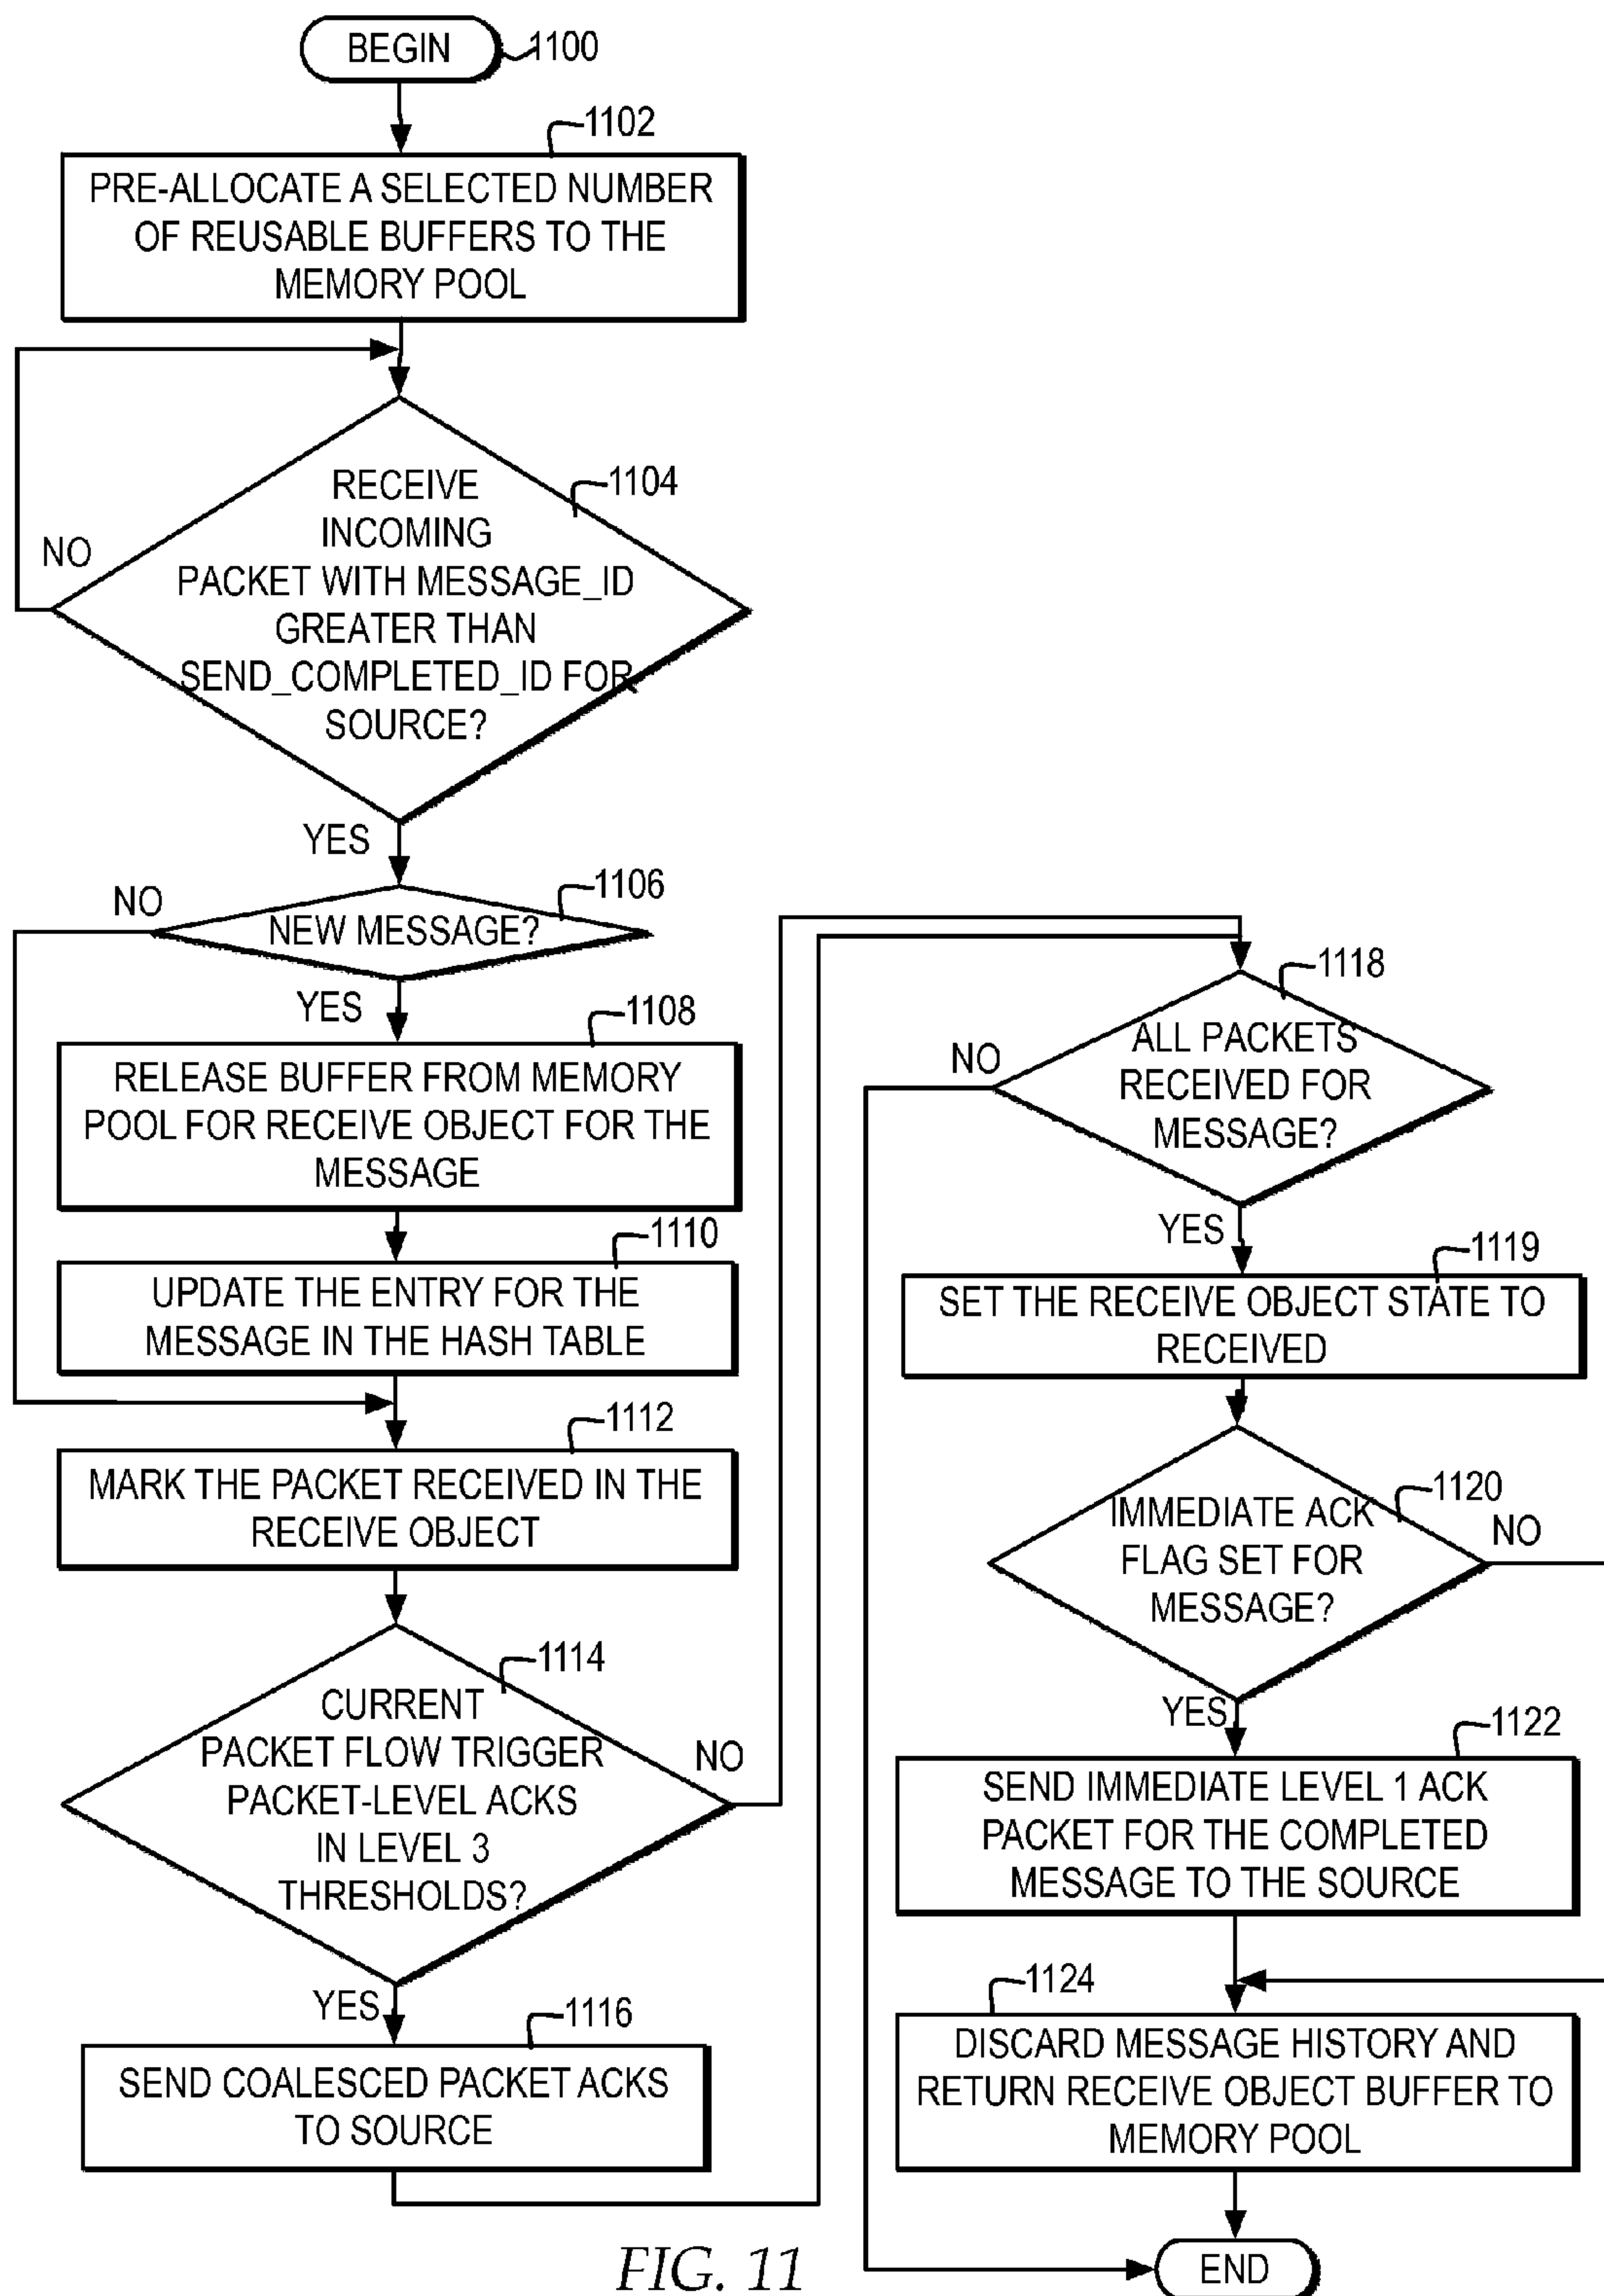 BEGIN
1100
1102
PRE-ALLOCATE A SELECTED NUMBER
OF REUSABLE BUFFERS TO THE
MEMORY POOL
1104
RECEIVE
INCOMING
PACKET WITH MESSAGE_ID
GREATER THAN
SEND_COMPLETED_ID FOR
SOURCE?
NO
YES
1106
NO
NEW MESSAGE?
YES
1108
RELEASE BUFFER FROM MEMORY
POOL FOR RECEIVE OBJECT FOR THE
MESSAGE
1110
UPDATE THE ENTRY FOR THE
MESSAGE IN THE HASH TABLE
1112
MARK THE PACKET RECEIVED IN THE
RECEIVE OBJECT
1114
CURRENT
PACKET FLOW TRIGGER
PACKET-LEVEL ACKS
IN LEVEL 3
THRESHOLDS?
NO
YES
1116
SEND COALESCED PACKET ACKS
TO SOURCE
1118
ALL PACKETS
RECEIVED FOR
MESSAGE?
NO
YES
1119
SET THE RECEIVE OBJECT STATE TO
RECEIVED
1120
IMMEDIATE ACK
FLAG SET FOR
MESSAGE?
NO
YES
1122
SEND IMMEDIATE LEVEL 1 ACK
PACKET FOR THE COMPLETED
MESSAGE TO THE SOURCE
1124
DISCARD MESSAGE HISTORY AND
RETURN RECEIVE OBJECT BUFFER TO
MEMORY POOL
END
FIG. 11